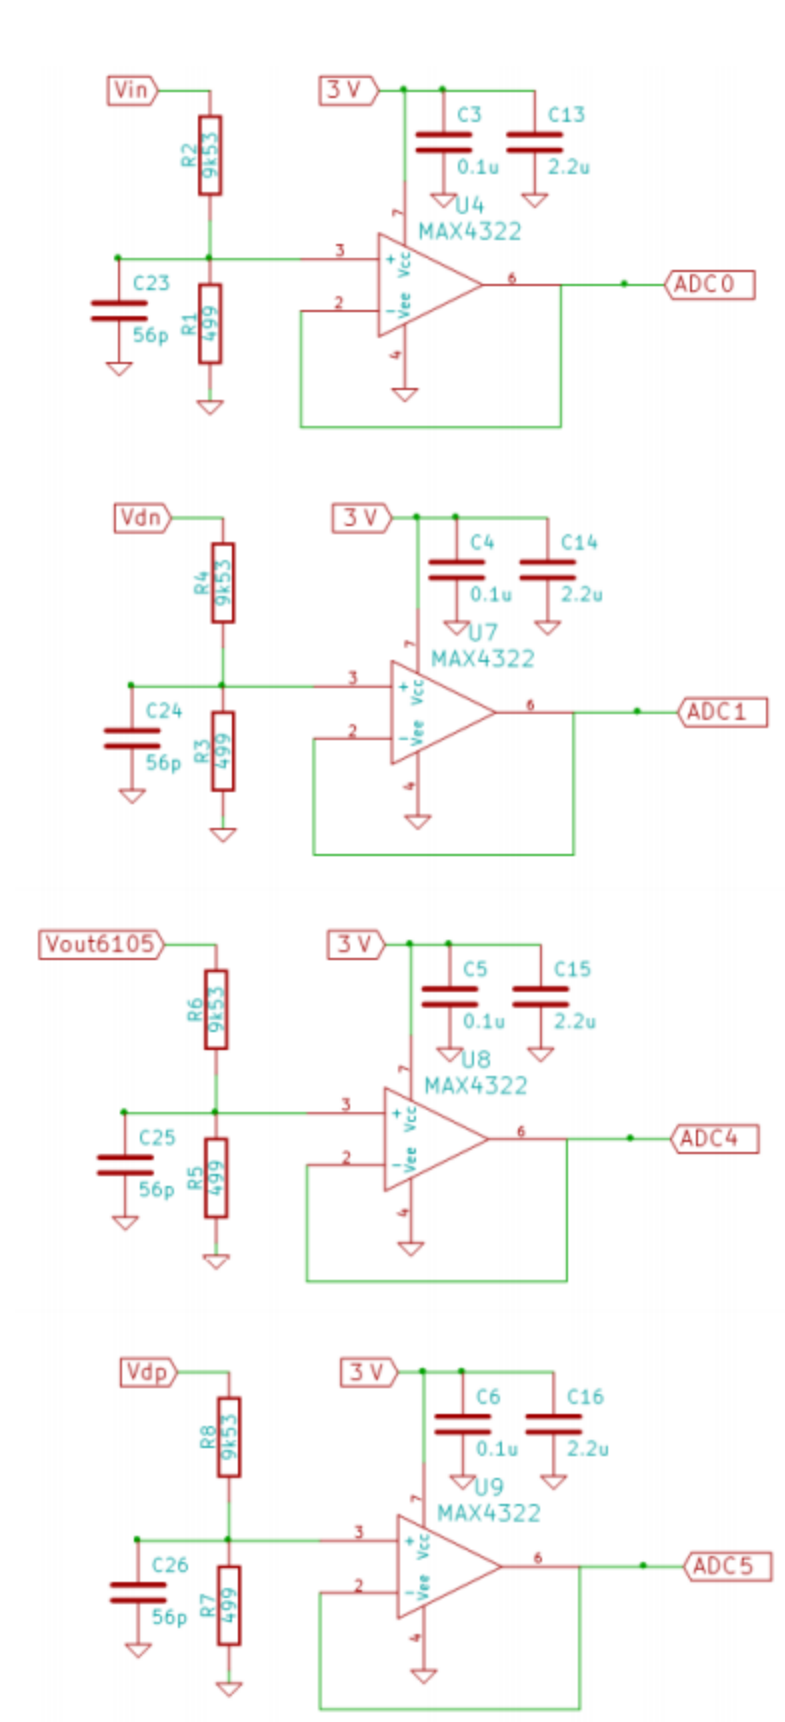 Vin
3 V
C3
C13
R2
9k53
0.1u
2.2u
U4
MAX4322
7
3
+
Vcc
C23
6
ADC0
2
−
Vee
56p
R1
499
4
Vdn
3 V
C4
C14
R4
9k53
0.1u
2.2u
U7
MAX4322
7
3
+
Vcc
C24
6
ADC1
2
−
Vee
56p
R3
499
4
Vout6105
3 V
C5
C15
R6
9k53
0.1u
2.2u
U8
MAX4322
7
3
+
Vcc
C25
6
ADC4
2
−
Vee
56p
R5
499
4
Vdp
3 V
C6
C16
R8
9k53
0.1u
2.2u
U9
MAX4322
7
3
+
Vcc
C26
6
ADC5
2
−
Vee
56p
R7
499
4